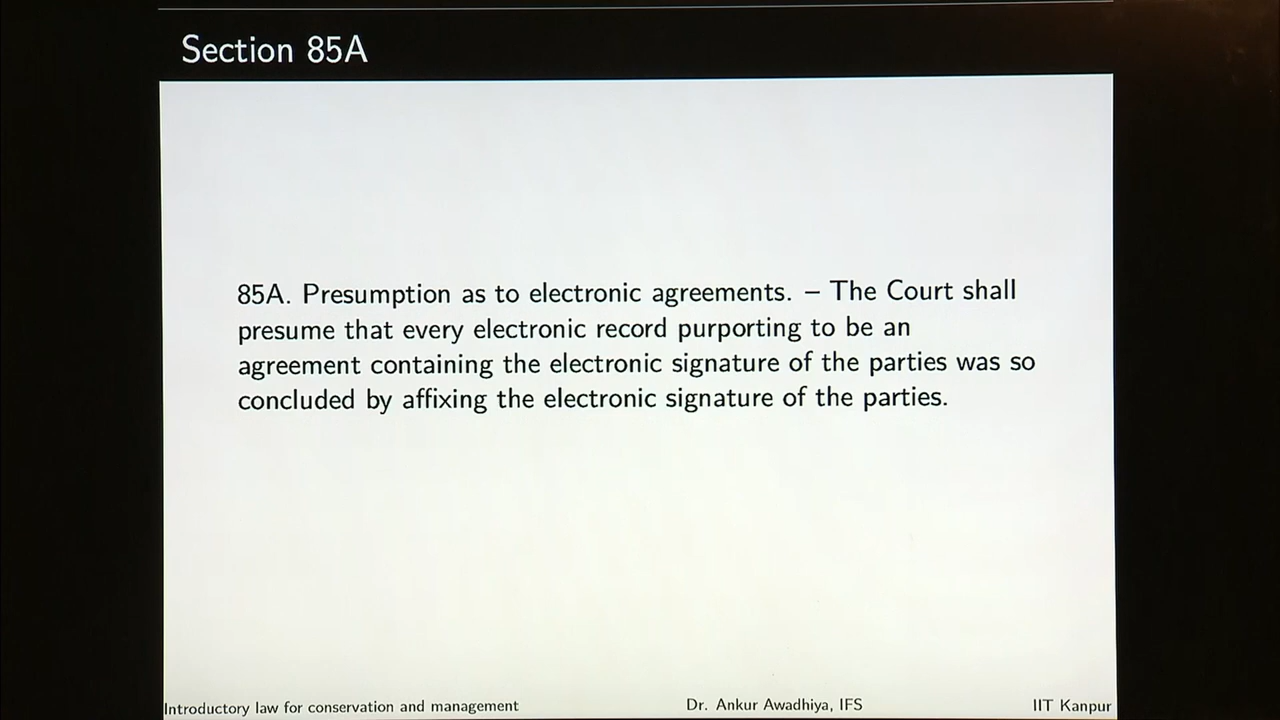 Section 85A
85A. Presumption as to electronic agreements. – The Court shall
presume that every electronic record purporting to be an
agreement containing the electronic signature of the parties was so
concluded by affixing the electronic signature of the parties.
Introductory law for conservation and management Dr. Ankur Awadhiya, IFS IIT Kanpur